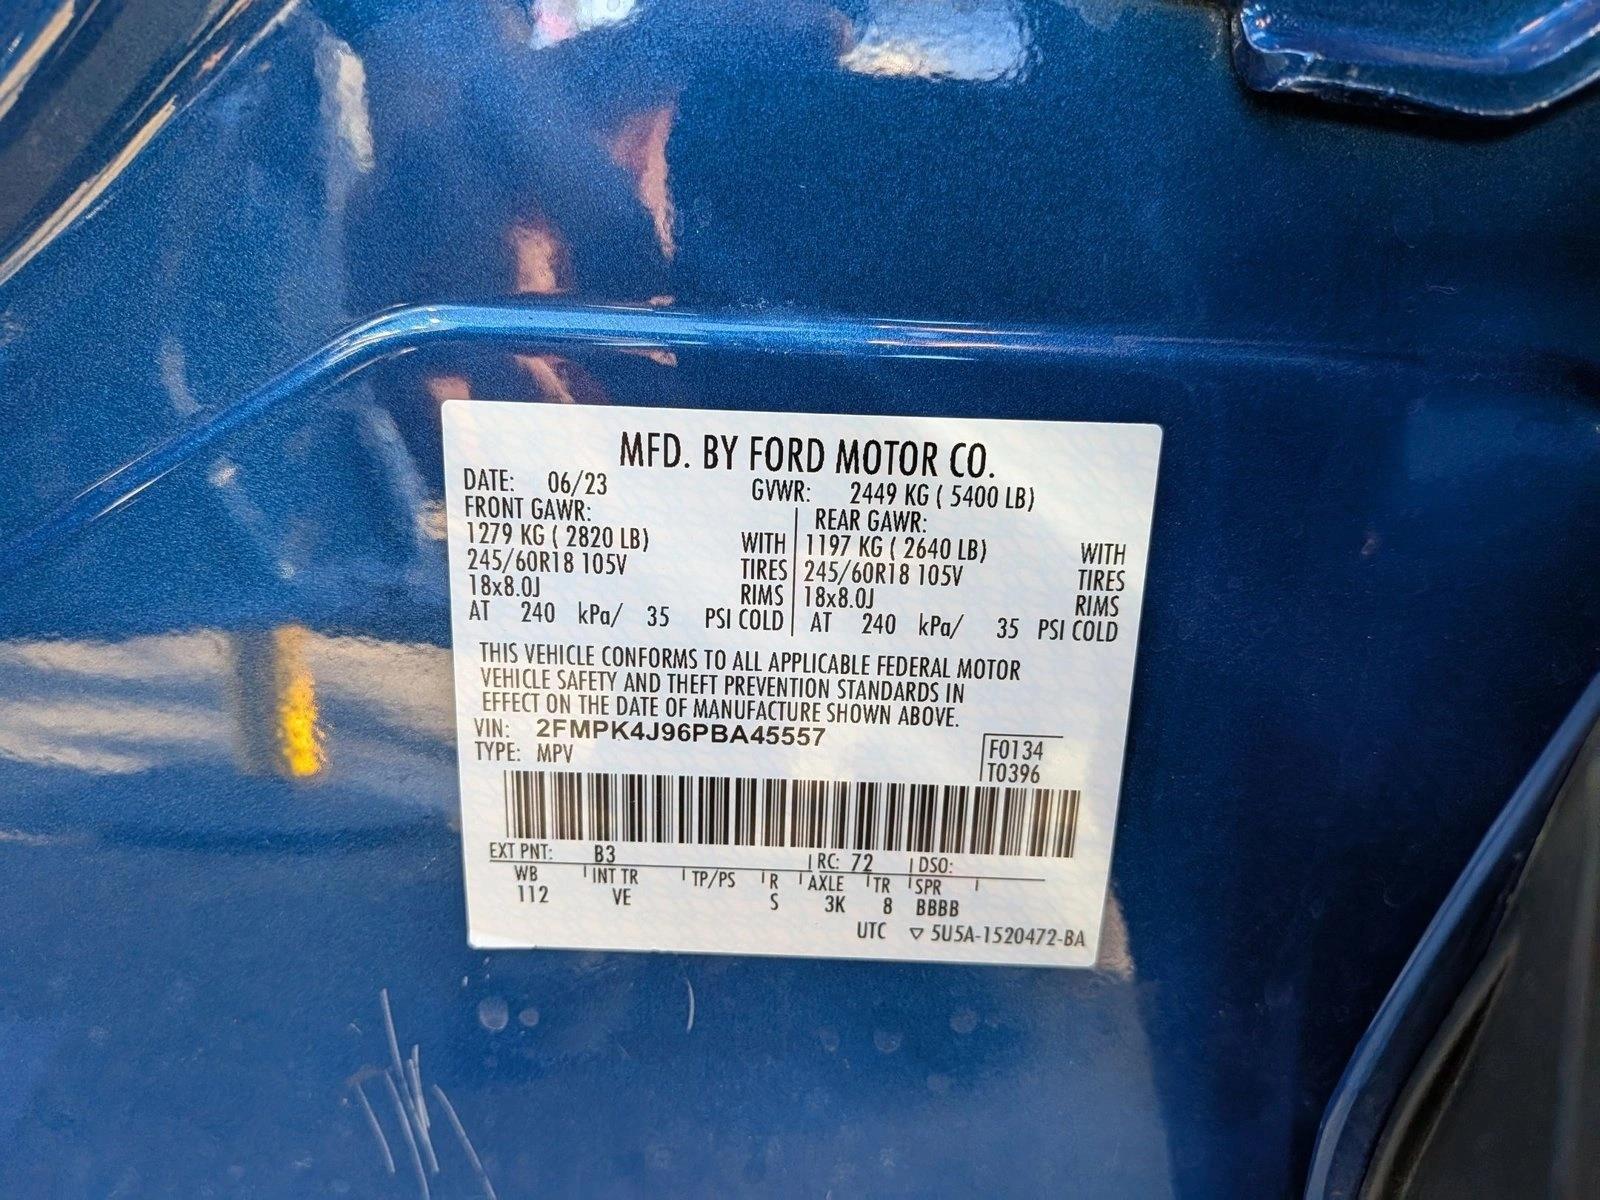 MFD. BY FORD MOTOR CO.
DATE: 06/23 GVWR: 2449 KG ( 5400 LB)
FRONT GAWR: REAR GAWR:
1279 KG ( 2820 LB) WITH 1197 KG ( 2640 LB) WITH
245/60R18 105V TIRES 245/60R18 105V TIRES
18x8.0J RIMS 18x8.0J RIMS
AT 240 kPa/ 35 PSI COLD AT 240 kPa/ 35 PSI COLD
THIS VEHICLE CONFORMS TO ALL APPLICABLE FEDERAL MOTOR
VEHICLE SAFETY AND THEFT PREVENTION STANDARDS IN
EFFECT ON THE DATE OF MANUFACTURE SHOWN ABOVE.
VIN: 2FMPK4J96PBA45557
TYPE: MPV
F0134
T0396
EXT PNT: B3 RC: 72 DSO:
WB INT TR TP/PS R AXLE TR SPR
112 VE S 3K 8 BBBB
UTC ▽ 5U5A-1520472-BA